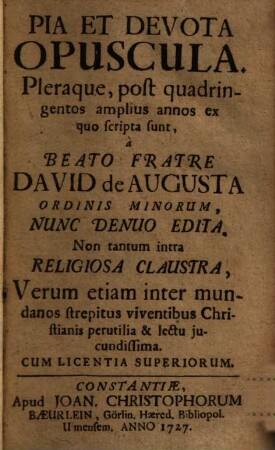 PIA ET DEVOTA
OPUSCULA.
Pleraque, post quadrin-
gentos amplius annos ex
quo scripta sunt,
à
BEATO FRATRE
DAVID de AUGUSTA
ORDINIS MINORUM,
NUNC DENUO EDITA.
Non tantum intra
RELIGIOSA CLAUSTRA,
Verum etiam inter mun-
danos strepitus viventibus Chri-
stianis perutilia & lectu ju-
cundissima.
CUM LICENTIA SUPERIORUM.
CONSTANTIÆ,
Apud JOAN. CHRISTOPHORUM
BÆURLEIN, Görlin. Hæred. Bibliopol.
Ulmensem, ANNO 1727.